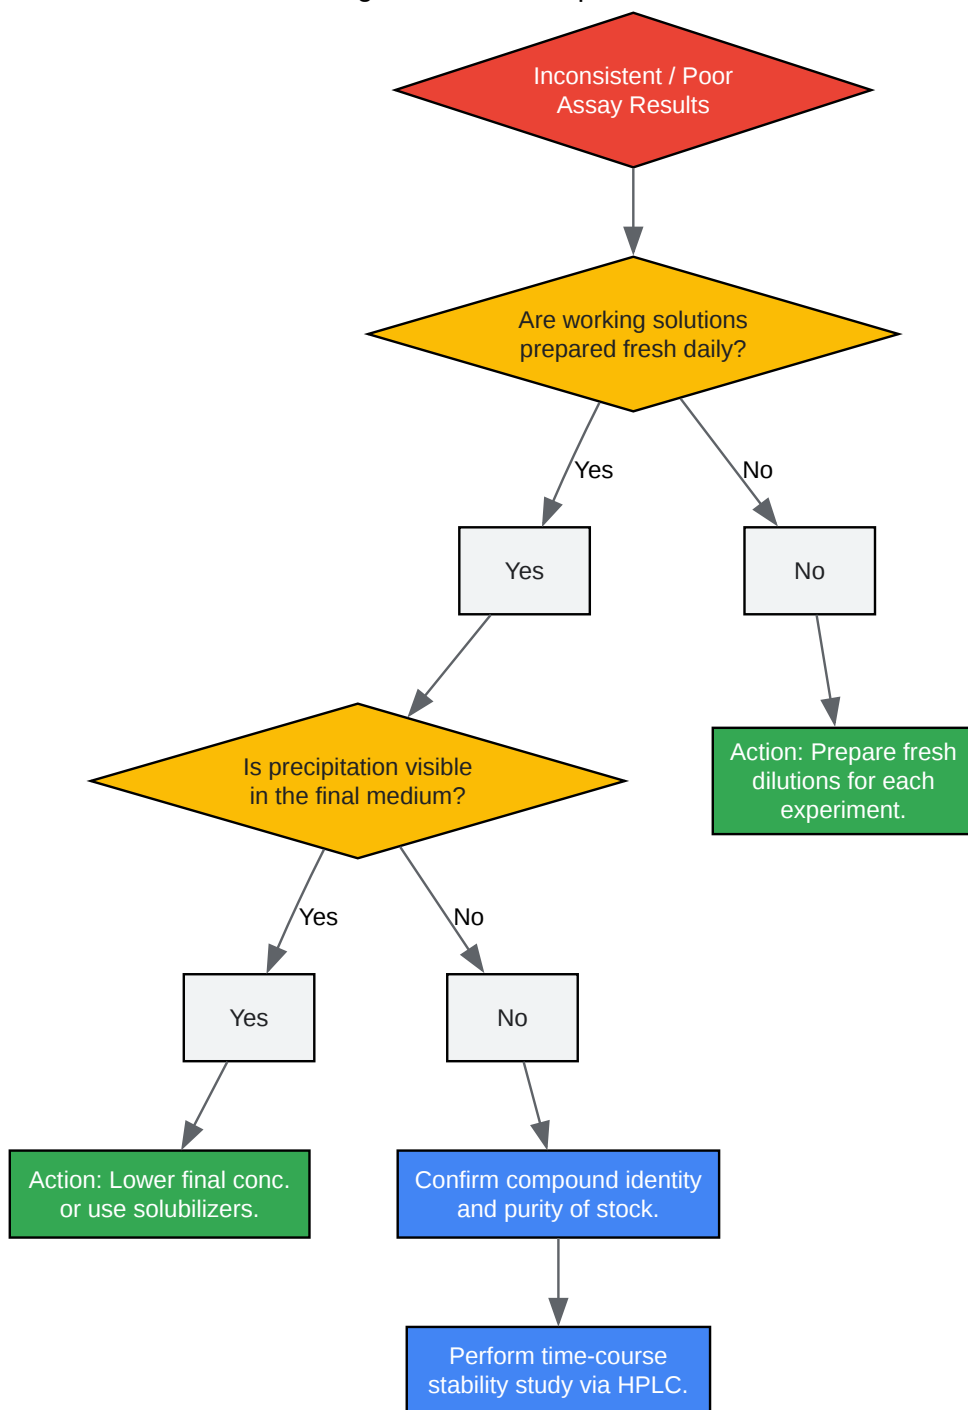 Inconsistent / Poor
Assay Results
Are working solutions
prepared fresh daily?
Yes
No
Yes
No
Is precipitation visible
in the final medium?
Action: Prepare fresh
dilutions for each
experiment.
Yes
No
Yes
No
Action: Lower final conc.
or use solubilizers.
Confirm compound identity
and purity of stock.
Perform time-course
stability study via HPLC.